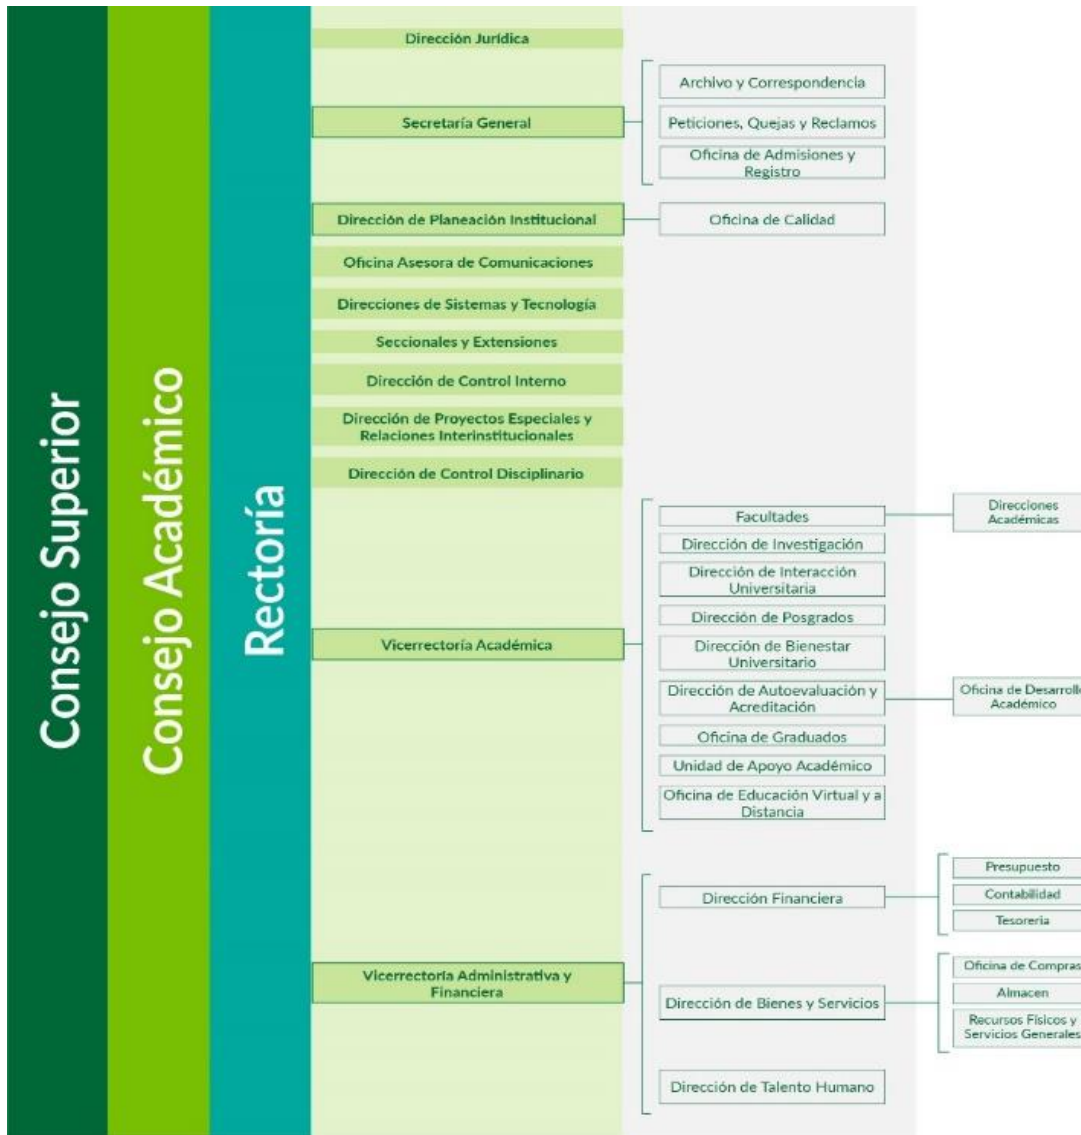 Consejo Superior
Consejo Académico
Rectoría
Dirección Jurídica
Secretaría General
Archivo y Correspondencia
Peticiones, Quejas y Reclamos
Oficina de Admisiones y
Registro
Dirección de Planeación Institucional
Oficina de Calidad
Oficina Asesora de Comunicaciones
Direcciones de Sistemas y Tecnología
Seccionales y Extensiones
Dirección de Control Interno
Dirección de Proyectos Especiales y
Relaciones Interinstitucionales
Dirección de Control Disciplinario
Vicerrectoría Académica
Facultades
Direcciones
Académicas
Dirección de Investigación
Dirección de Interacción
Universitaria
Dirección de Posgrados
Dirección de Bienestar
Universitario
Dirección de Autoevaluación y
Acreditación
Oficina de Desarrollo
Académico
Oficina de Graduados
Unidad de Apoyo Académico
Oficina de Educación Virtual y a
Distancia
Vicerrectoría Administrativa y
Financiera
Dirección Financiera
Presupuesto
Contabilidad
Tesoreria
Dirección de Bienes y Servicios
Oficina de Compras
Almacen
Recursos Físicos y
Servicios Generales
Dirección de Talento Humano